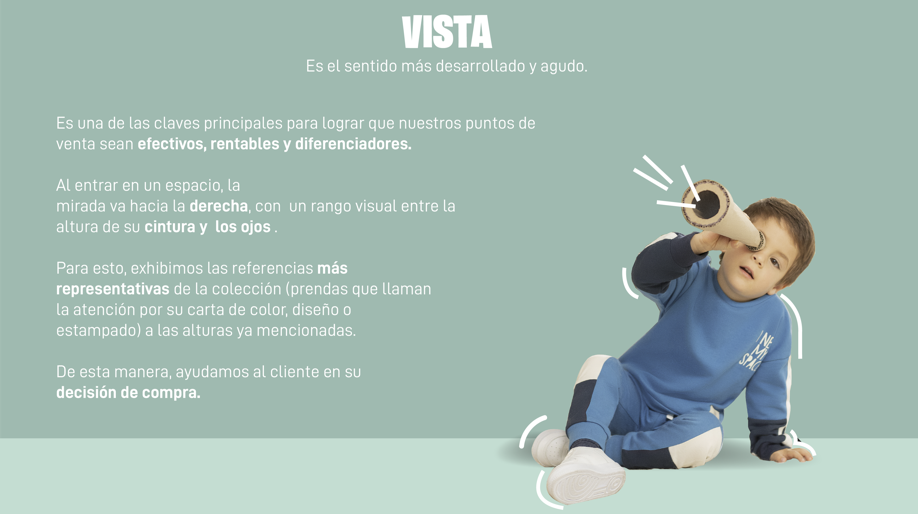 VISTA
Es el sentido más desarrollado y agudo.
Es una de las claves principales para lograr que nuestros puntos de
venta sean efectivos, rentables y diferenciadores.
Al entrar en un espacio, la
mirada va hacia la derecha, con un rango visual entre la
altura de su cintura y los ojos .
Para esto, exhibimos las referencias más
representativas de la colección (prendas que llaman
la atención por su carta de color, diseño o
estampado) a las alturas ya mencionadas.
De esta manera, ayudamos al cliente en su
decisión de compra.
MY